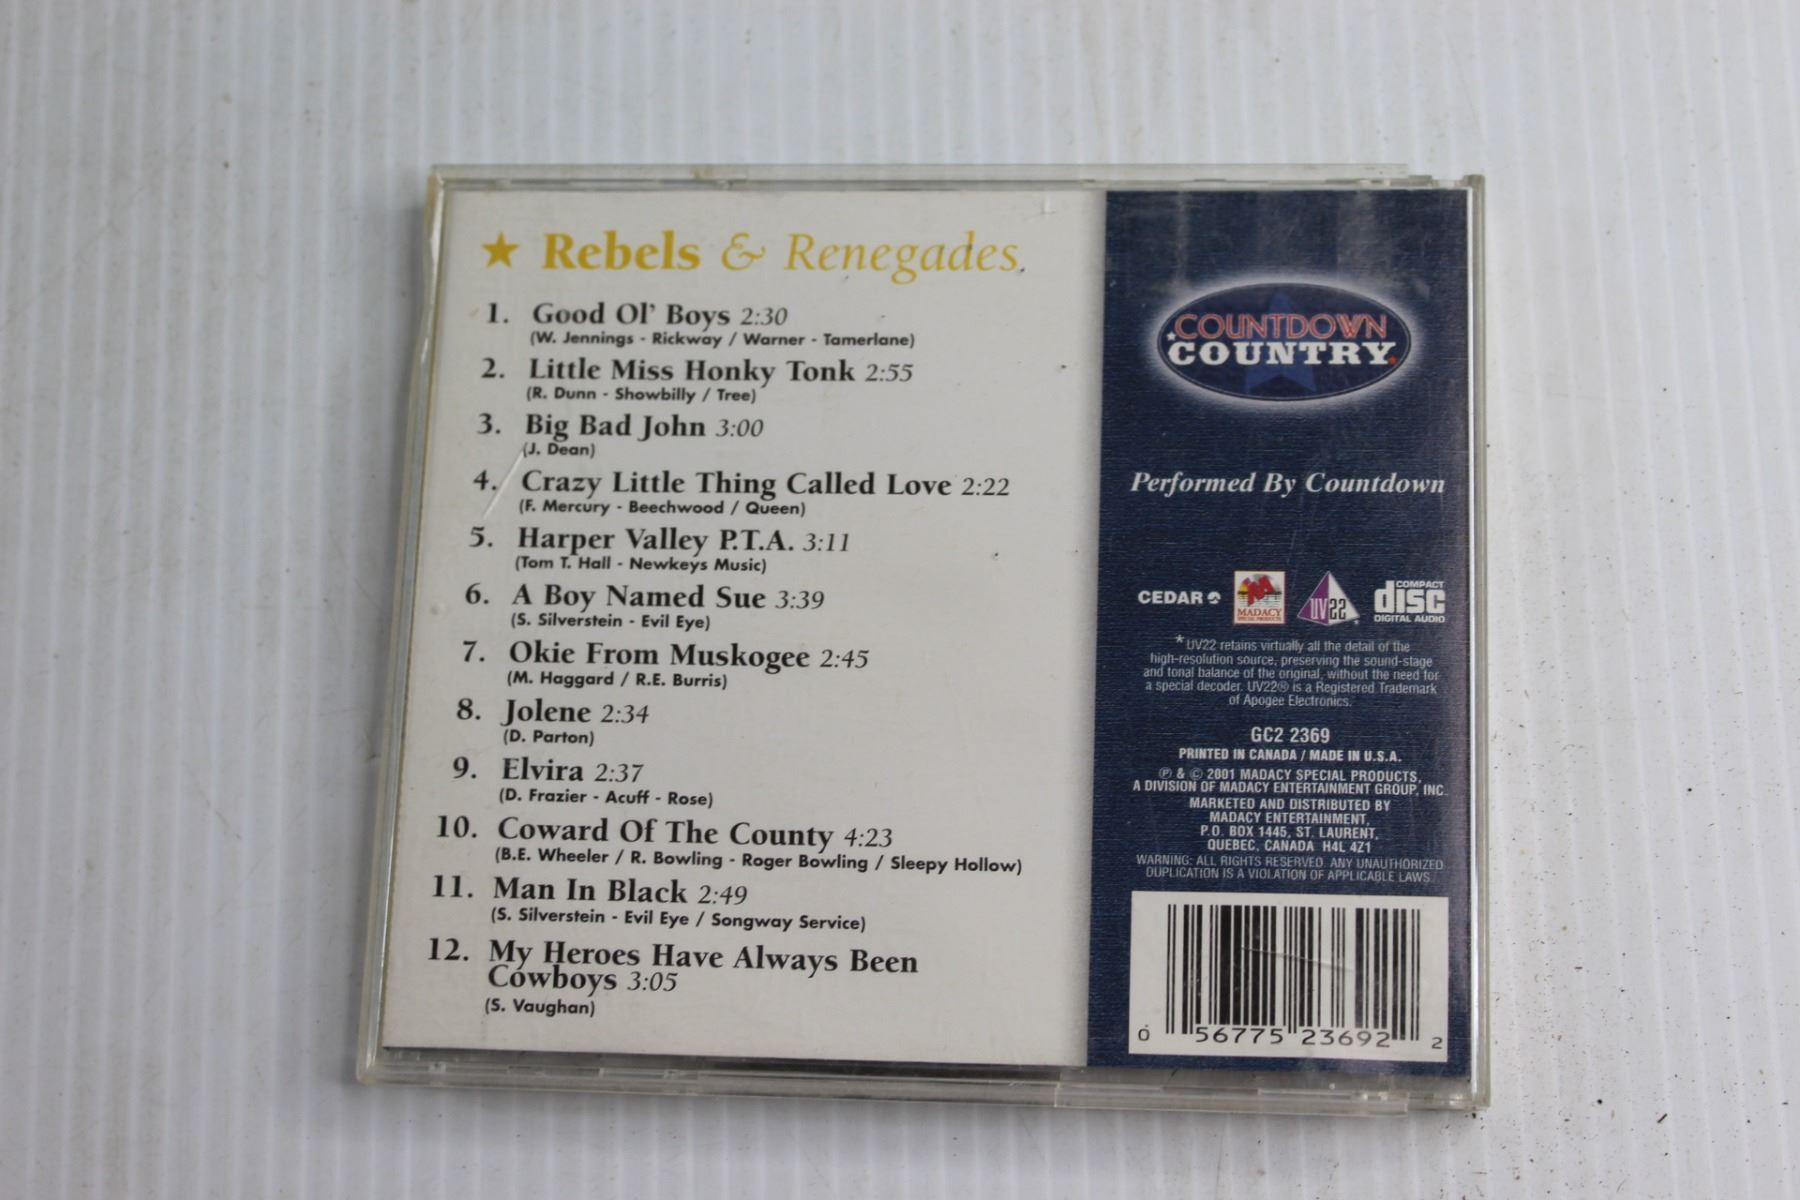 ★ Rebels & Renegades
1. Good Ol' Boys 2:30
(W. Jennings - Rickway / Warner - Tamerlane)
2. Little Miss Honky Tonk 2:55
(R. Dunn - Showbilly / Tree)
3. Big Bad John 3:00
(J. Dean)
4. Crazy Little Thing Called Love 2:22
(F. Mercury - Beechwood / Queen)
5. Harper Valley P.T.A. 3:11
(Tom T. Hall - Newkeys Music)
6. A Boy Named Sue 3:39
(S. Silverstein - Evil Eye)
7. Okie From Muskogee 2:45
(M. Haggard / R.E. Burris)
8. Jolene 2:34
(D. Parton)
9. Elvira 2:37
(D. Frazier - Acuff - Rose)
10. Coward Of The County 4:23
(B.E. Wheeler / R. Bowling - Roger Bowling / Sleepy Hollow)
11. Man In Black 2:49
(S. Silverstein - Evil Eye / Songway Service)
12. My Heroes Have Always Been
Cowboys 3:05
(S. Vaughan)
COUNTDOWN
COUNTRY
Performed By Countdown
CEDAR
MADACY
SPECIAL PRODUCTS
UV22
COMPACT
disc
DIGITAL AUDIO
*UV22 retains virtually all the detail of the
high-resolution source, preserving the sound-stage
and tonal balance of the original, without the need for
a special decoder. UV22® is a Registered Trademark
of Apogee Electronics.
GC2 2369
PRINTED IN CANADA / MADE IN U.S.A.
℗ & © 2001 MADACY SPECIAL PRODUCTS,
A DIVISION OF MADACY ENTERTAINMENT GROUP, INC.
MARKETED AND DISTRIBUTED BY
MADACY ENTERTAINMENT,
P.O. BOX 1445, ST. LAURENT,
QUEBEC, CANADA H4L 4Z1
WARNING: ALL RIGHTS RESERVED. ANY UNAUTHORIZED
DUPLICATION IS A VIOLATION OF APPLICABLE LAWS.
0 56775 23692 2